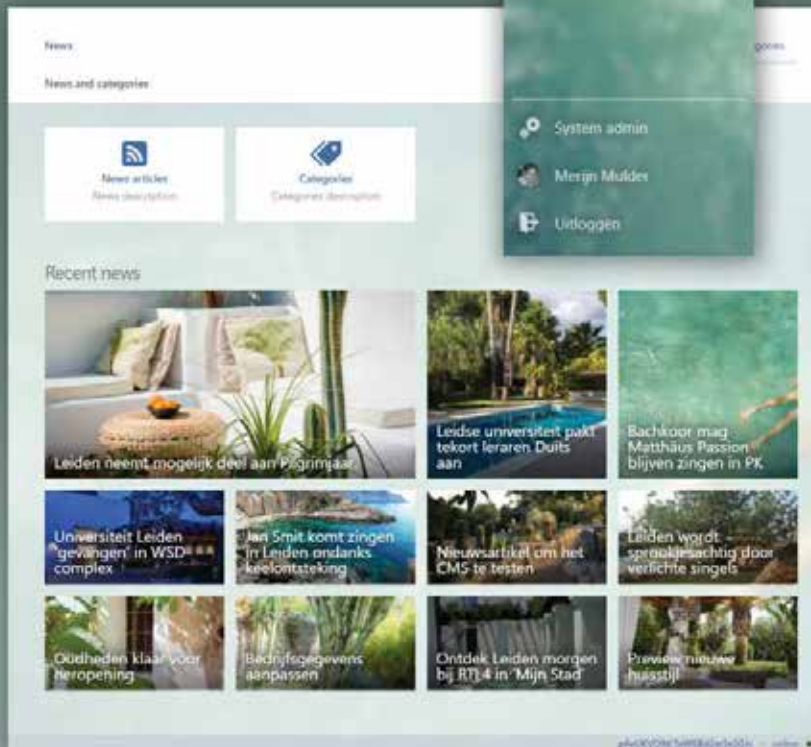 News
News and categories
System admin
Merijn Mulder
Uitloggen
News articles
News description
Categories
Categories description
Recent news
Leiden neemt mogelijk deel aan Pilgrimjaar
Leidse universiteit pakt
tekort leraren Duits
aan
Bachkoor mag
Matthäus Passion
blijven zingen in PK
Universiteit Leiden
'gevangen' in WSD
complex
Jan Smit komt zingen
in Leiden ondanks
keelontsteking
Nieuwsartikel om het
CMS te testen
Leiden wordt
sprookjesachtig door
verlichte singels
Oudheden klaar voor
heropening
Bedrijfsgegevens
aanpassen
Ontdek Leiden morgen
bij RTL4 in 'Mijn Stad'
Preview nieuwe
huisstijl